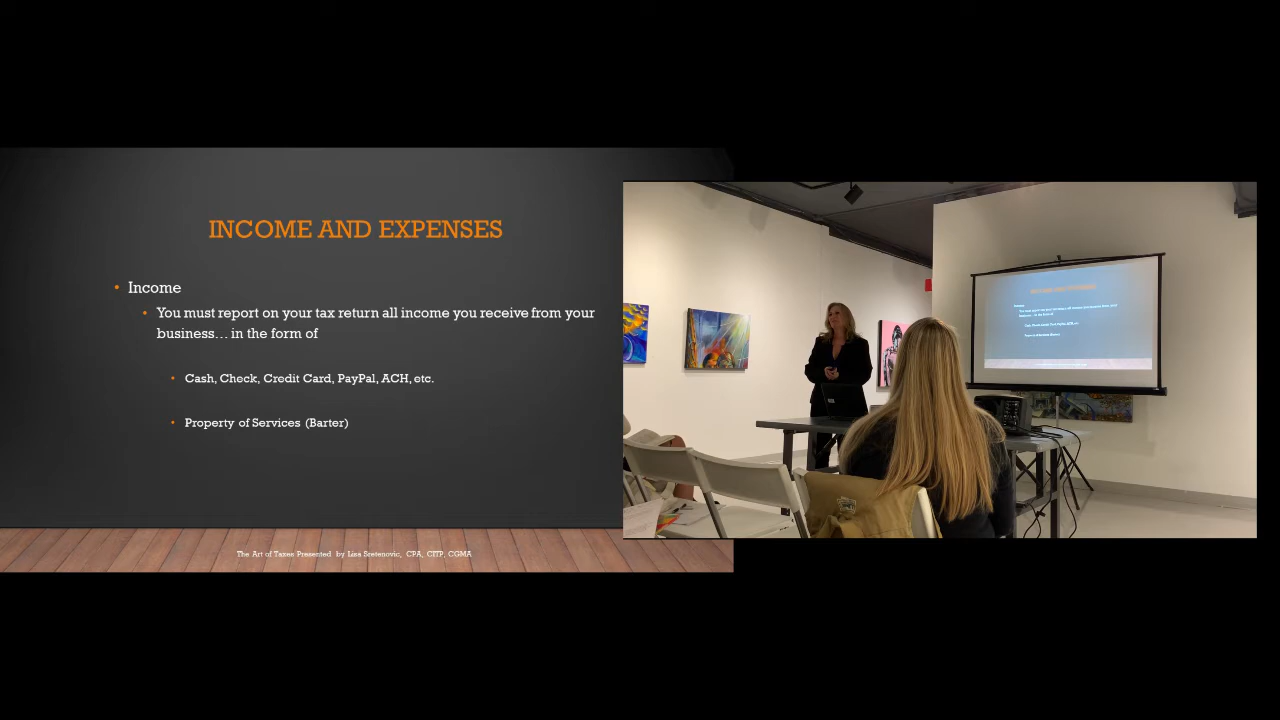 INCOME AND EXPENSES
• Income
• You must report on your tax return all income you receive from your
business... in the form of
• Cash, Check, Credit Card, PayPal, ACH, etc.
• Property of Services (Barter)
The Art of Taxes Presented by Lisa Sretenovic, CPA, CITP, CGMA